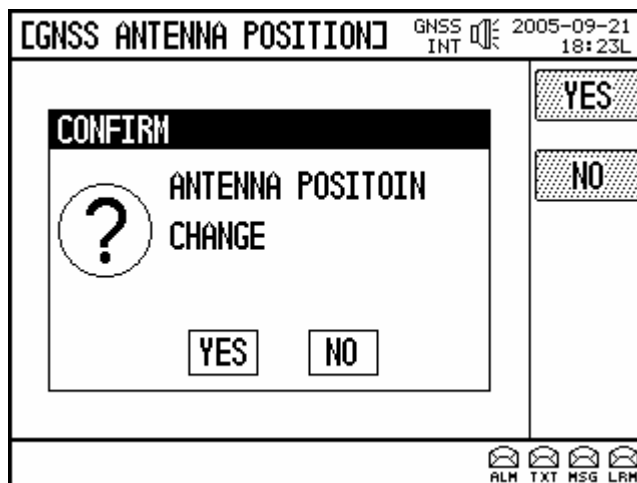 [GNSS ANTENNA POSITION]
GNSS
INT
2005-09-21
18:23L
YES
NO
CONFIRM
?
ANTENNA POSITOIN
CHANGE
YES NO
ALM TXT MSG LRM